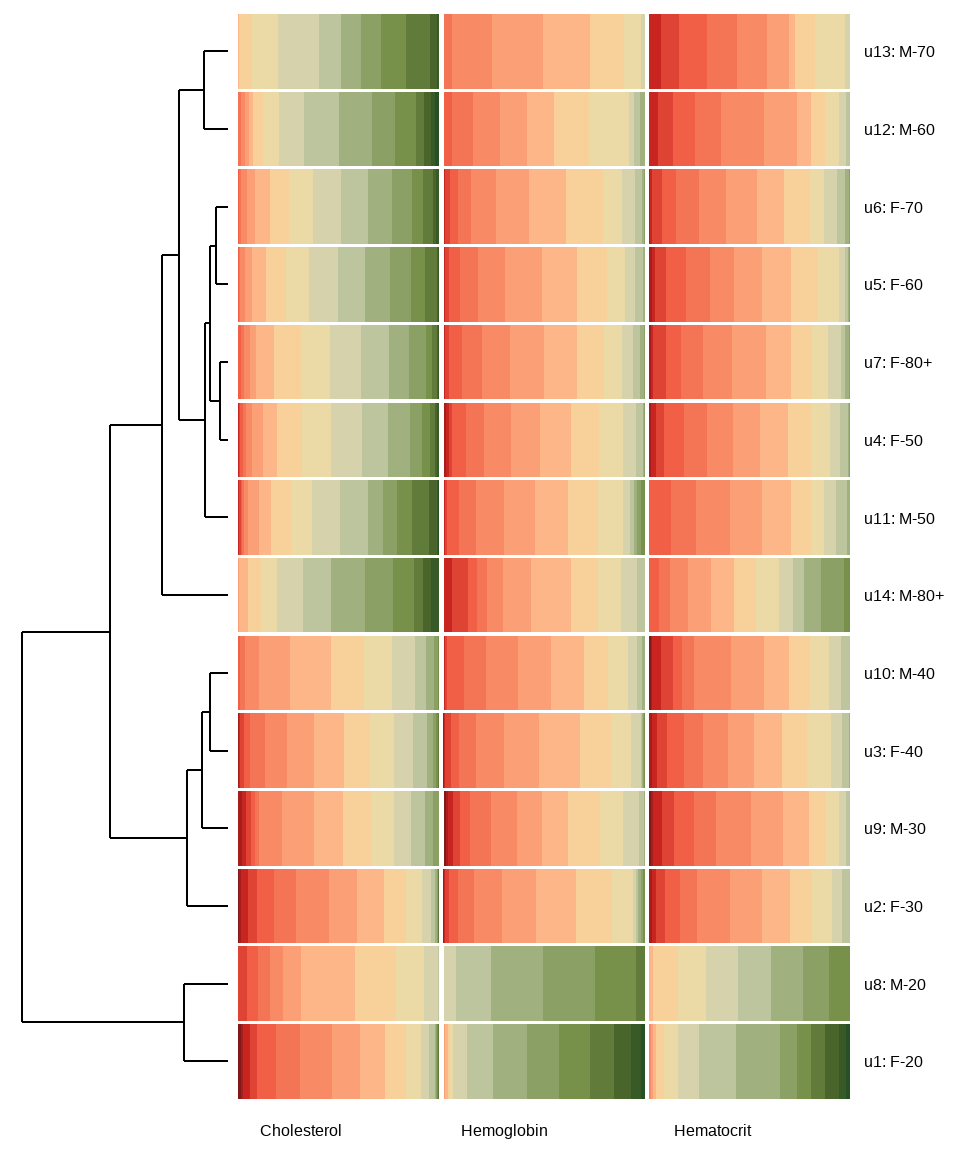 u13: M-70
u12: M-60
u6: F-70
u5: F-60
u7: F-80+
u4: F-50
u11: M-50
u14: M-80+
u10: M-40
u3: F-40
u9: M-30
u2: F-30
u8: M-20
u1: F-20
Cholesterol Hemoglobin Hematocrit